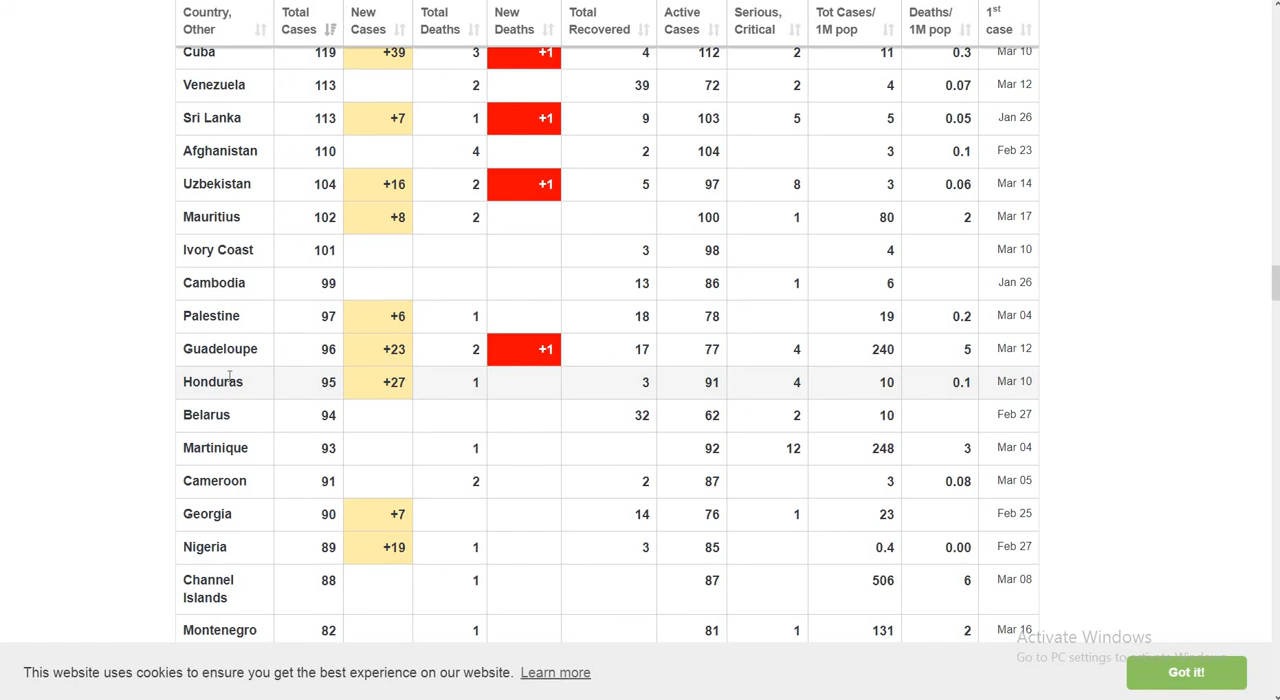 Country, Other Total Cases New Cases Total Deaths New Deaths Total Recovered Active Cases Serious, Critical Tot Cases/ 1M pop Deaths/ 1M pop 1st case
Cuba 119 +39 3 +1 4 112 2 11 0.3 Mar 10
Venezuela 113 2 39 72 2 4 0.07 Mar 12
Sri Lanka 113 +7 1 +1 9 103 5 5 0.05 Jan 26
Afghanistan 110 4 2 104 3 0.1 Feb 23
Uzbekistan 104 +16 2 +1 5 97 8 3 0.06 Mar 14
Mauritius 102 +8 2 100 1 80 2 Mar 17
Ivory Coast 101 3 98 4 Mar 10
Cambodia 99 13 86 1 6 Jan 26
Palestine 97 +6 1 18 78 19 0.2 Mar 04
Guadeloupe 96 +23 2 +1 17 77 4 240 5 Mar 12
Honduras 95 +27 1 3 91 4 10 0.1 Mar 10
Belarus 94 32 62 2 10 Feb 27
Martinique 93 1 92 12 248 3 Mar 04
Cameroon 91 2 2 87 3 0.08 Mar 05
Georgia 90 +7 14 76 1 23 Feb 25
Nigeria 89 +19 1 3 85 0.4 0.00 Feb 27
Channel Islands 88 1 87 506 6 Mar 08
Montenegro 82 1 81 1 131 2 Mar 16
Activate Windows
Go to PC settings to activate Windows.
This website uses cookies to ensure you get the best experience on our website. Learn more
Got it!